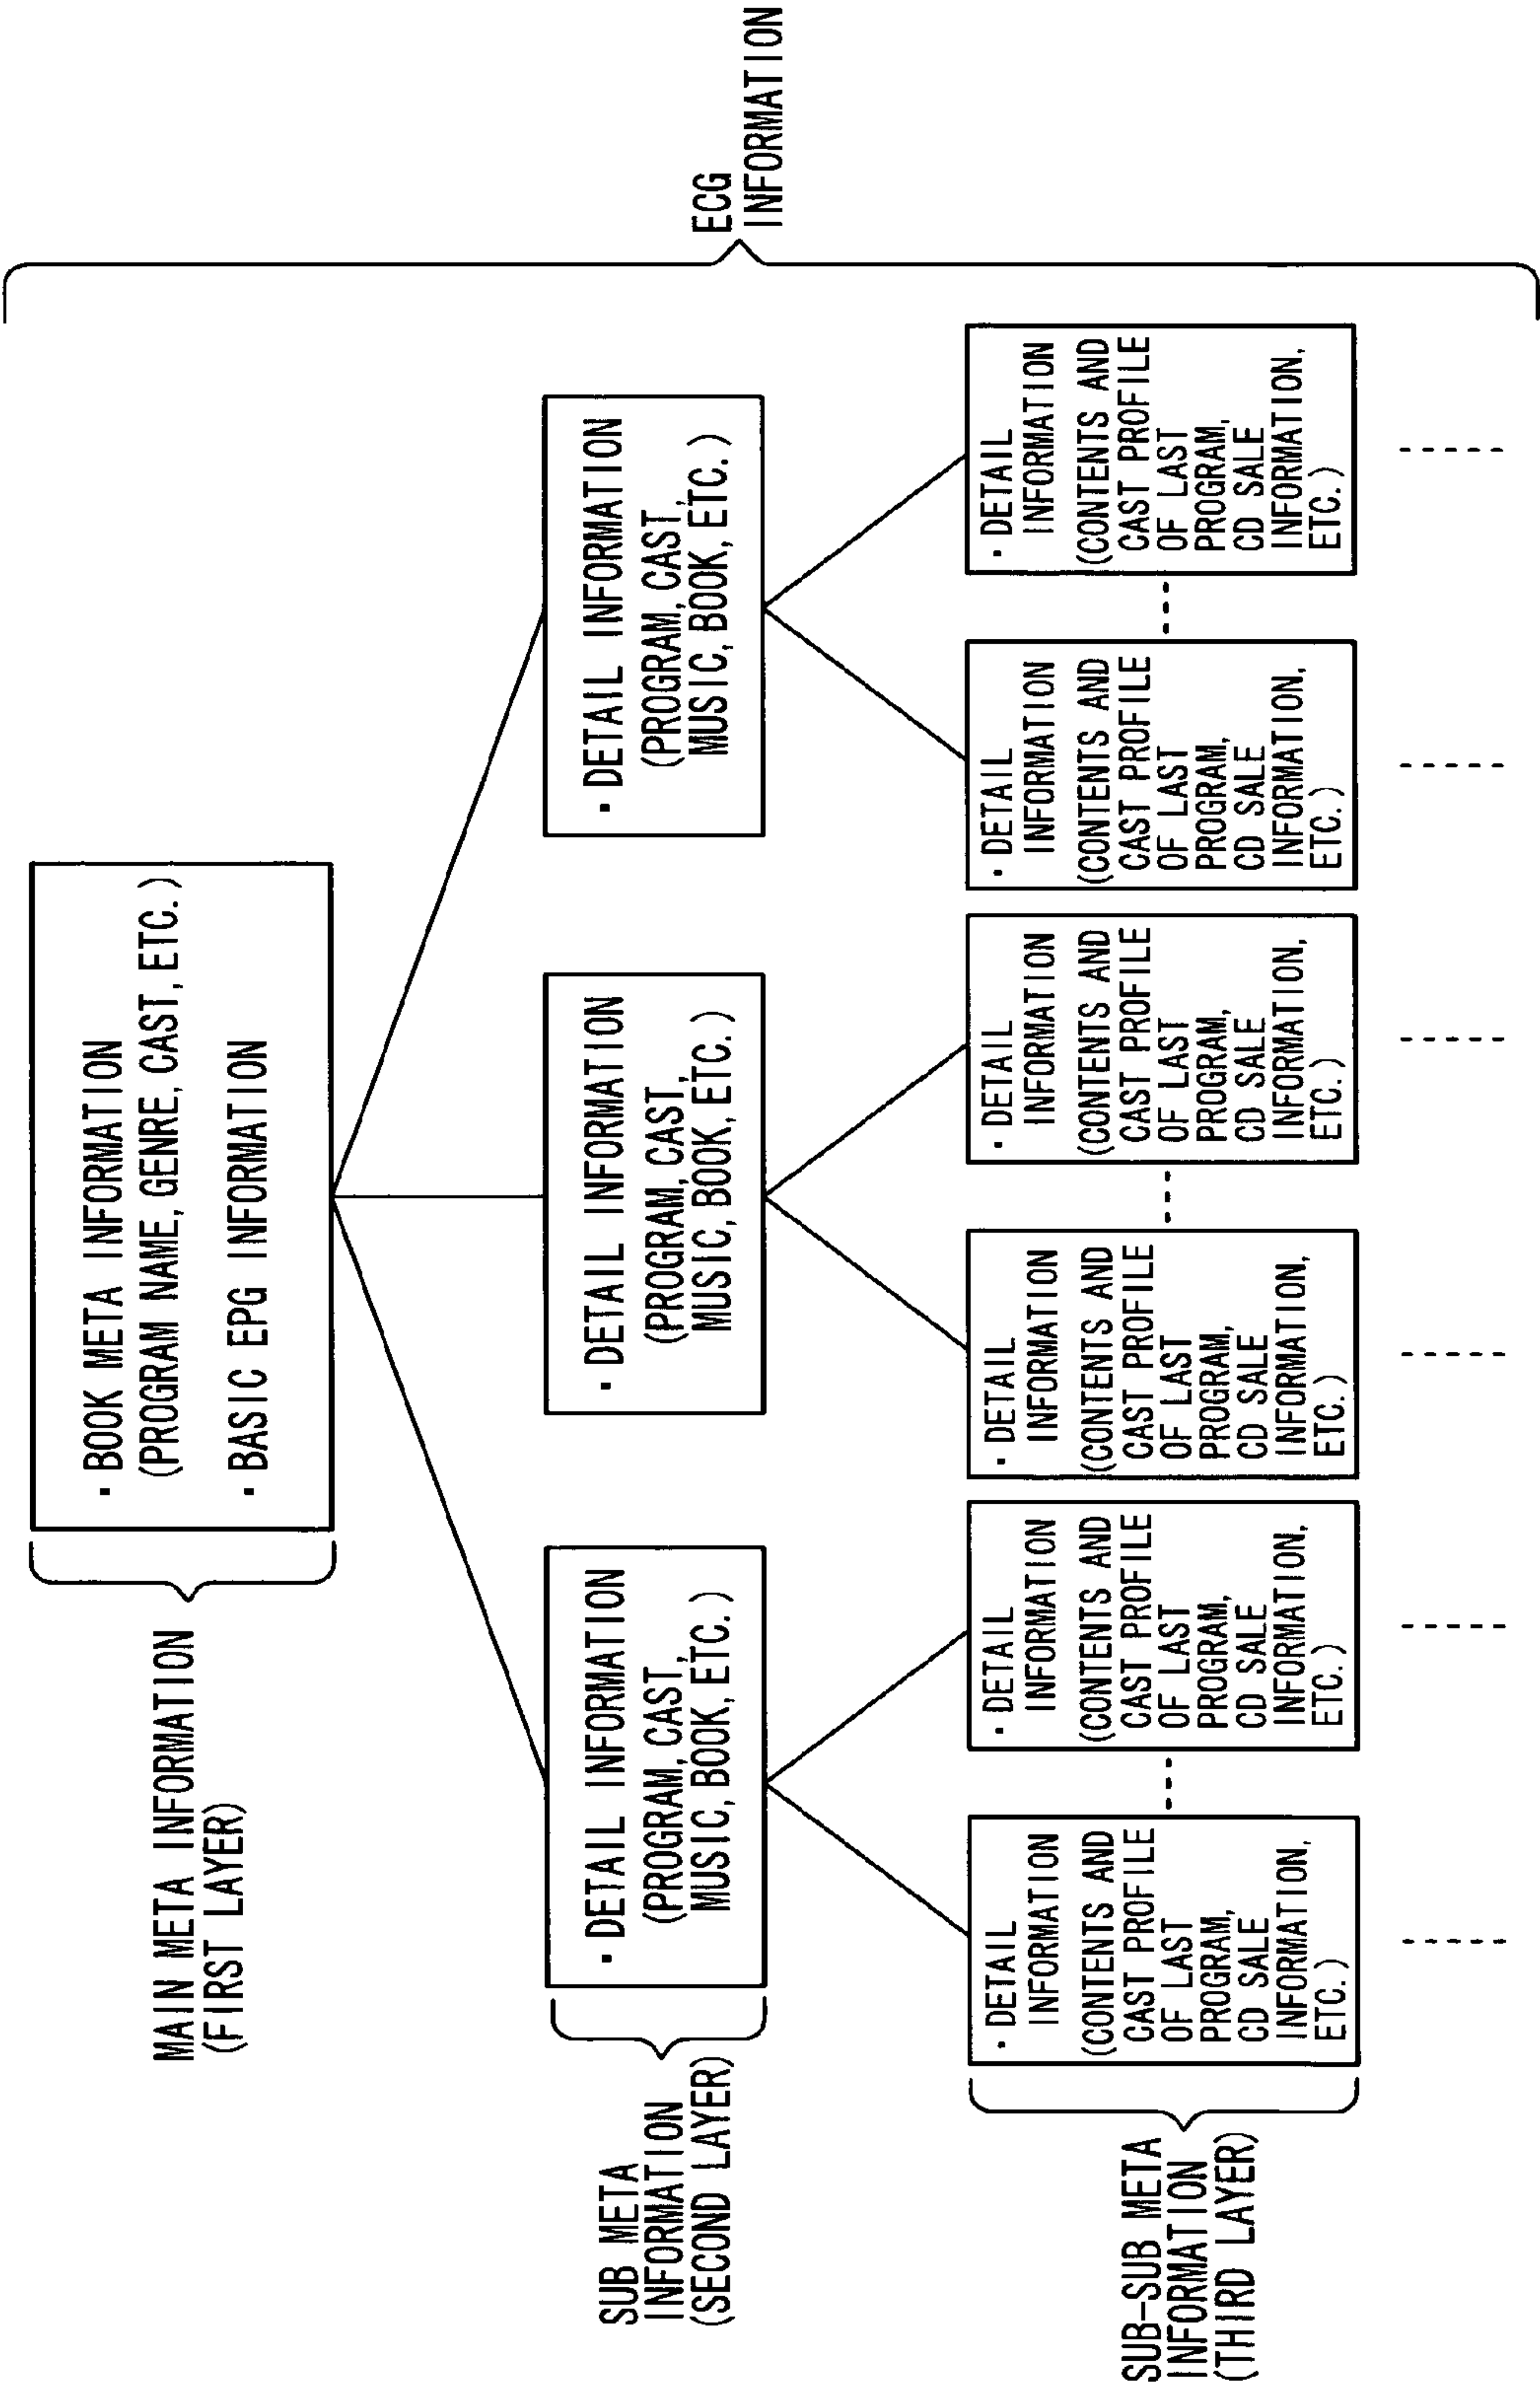 MAIN META INFORMATION
(FIRST LAYER)
· BOOK META INFORMATION
(PROGRAM NAME, GENRE, CAST, ETC.)
· BASIC EPG INFORMATION
ECG
INFORMATION
SUB META
INFORMATION
(SECOND LAYER)
· DETAIL INFORMATION
(PROGRAM, CAST,
MUSIC, BOOK, ETC.)
· DETAIL INFORMATION
(PROGRAM, CAST,
MUSIC, BOOK, ETC.)
· DETAIL INFORMATION
(PROGRAM, CAST,
MUSIC, BOOK, ETC.)
SUB-SUB META
INFORMATION
(THIRD LAYER)
· DETAIL
INFORMATION
(CONTENTS AND
CAST PROFILE
OF LAST
PROGRAM,
CD SALE
INFORMATION,
ETC.)
· DETAIL
INFORMATION
(CONTENTS AND
CAST PROFILE
OF LAST
PROGRAM,
CD SALE
INFORMATION,
ETC.)
· DETAIL
INFORMATION
(CONTENTS AND
CAST PROFILE
OF LAST
PROGRAM,
CD SALE
INFORMATION,
ETC.)
· DETAIL
INFORMATION
(CONTENTS AND
CAST PROFILE
OF LAST
PROGRAM,
CD SALE
INFORMATION,
ETC.)
· DETAIL
INFORMATION
(CONTENTS AND
CAST PROFILE
OF LAST
PROGRAM,
CD SALE
INFORMATION,
ETC.)
· DETAIL
INFORMATION
(CONTENTS AND
CAST PROFILE
OF LAST
PROGRAM,
CD SALE
INFORMATION,
ETC.)